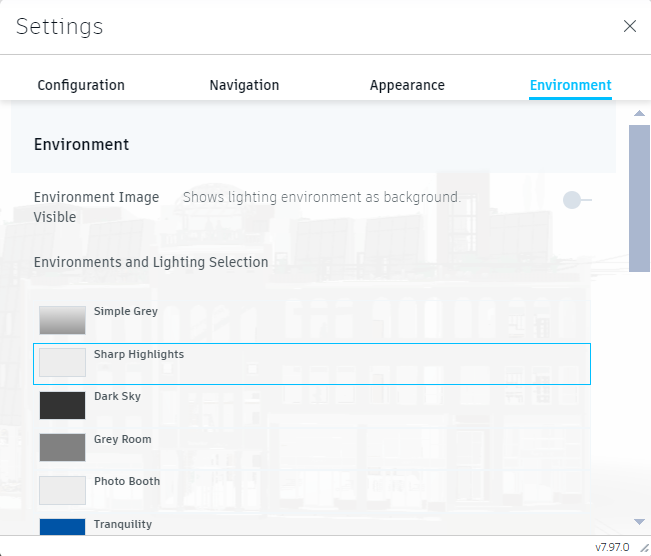 Settings
Configuration Navigation Appearance Environment
Environment
Environment Image Shows lighting environment as background.
Visible
Environments and Lighting Selection
Simple Grey
Sharp Highlights
Dark Sky
Grey Room
Photo Booth
Tranquility
v7.97.0